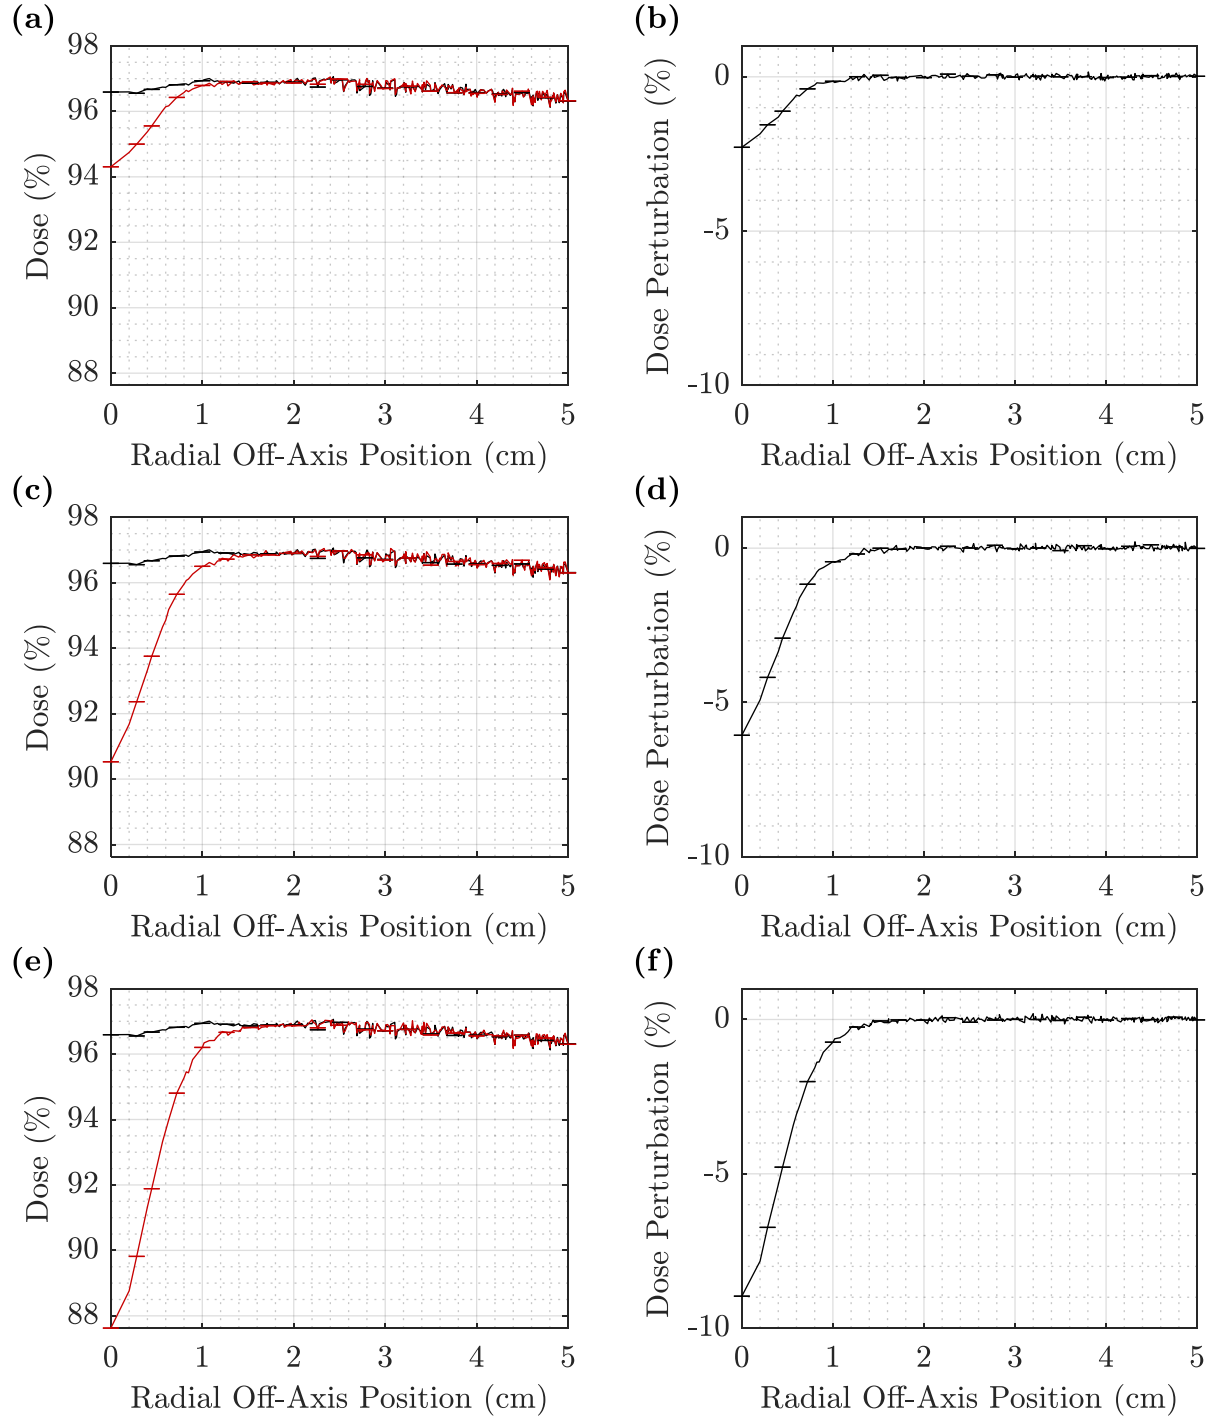 (a)
98
96
94
92
90
88
0 1 2 3 4 5
Dose (%)
Radial Off-Axis Position (cm)
(b)
0
-5
-10
0 1 2 3 4 5
Dose Perturbation (%)
Radial Off-Axis Position (cm)
(c)
98
96
94
92
90
88
0 1 2 3 4 5
Dose (%)
Radial Off-Axis Position (cm)
(d)
0
-5
-10
0 1 2 3 4 5
Dose Perturbation (%)
Radial Off-Axis Position (cm)
(e)
98
96
94
92
90
88
0 1 2 3 4 5
Dose (%)
Radial Off-Axis Position (cm)
(f)
0
-5
-10
0 1 2 3 4 5
Dose Perturbation (%)
Radial Off-Axis Position (cm)